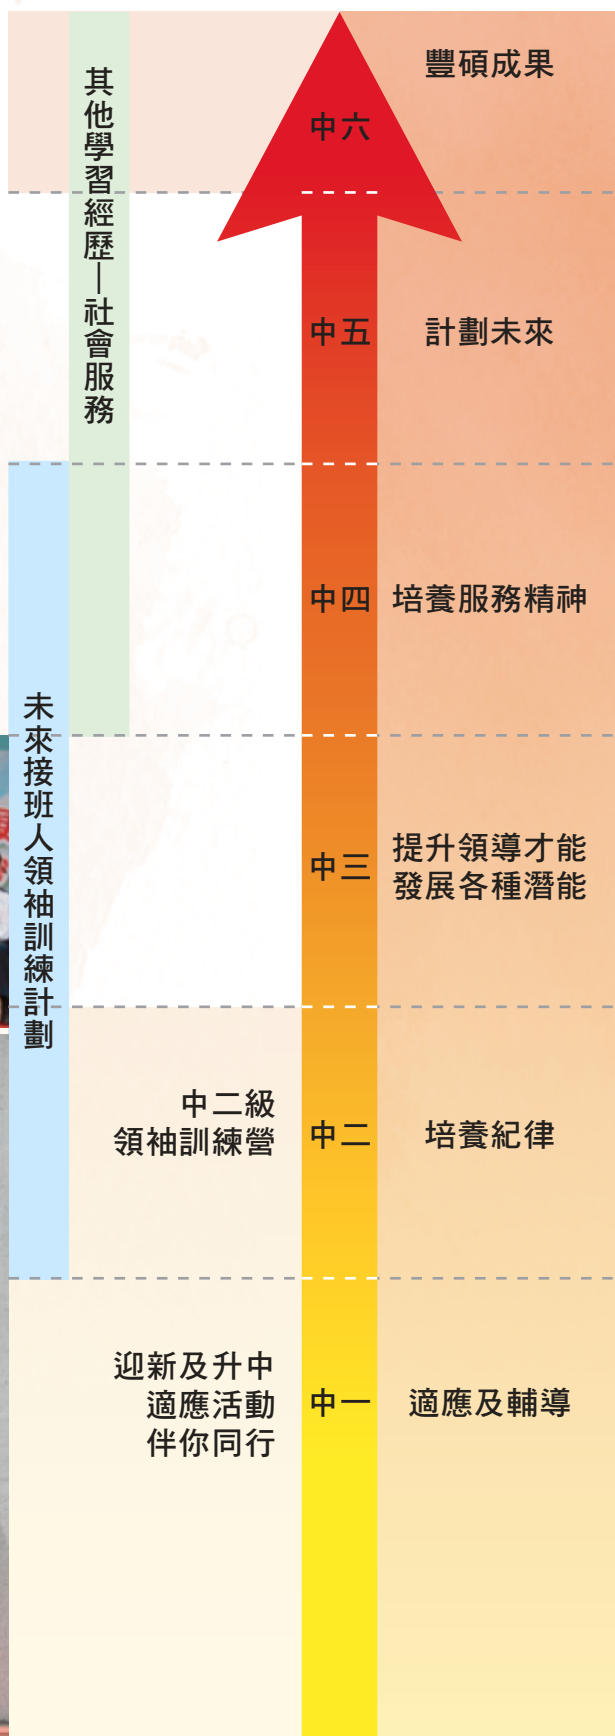 豐碩成果
中六
其他學習經歷—社會服務
中五
計劃未來
中四
培養服務精神
未來接班人領袖訓練計劃
中三
提升領導才能
發展各種潛能
中二級
領袖訓練營
中二
培養紀律
迎新及升中
適應活動
伴你同行
中一
適應及輔導